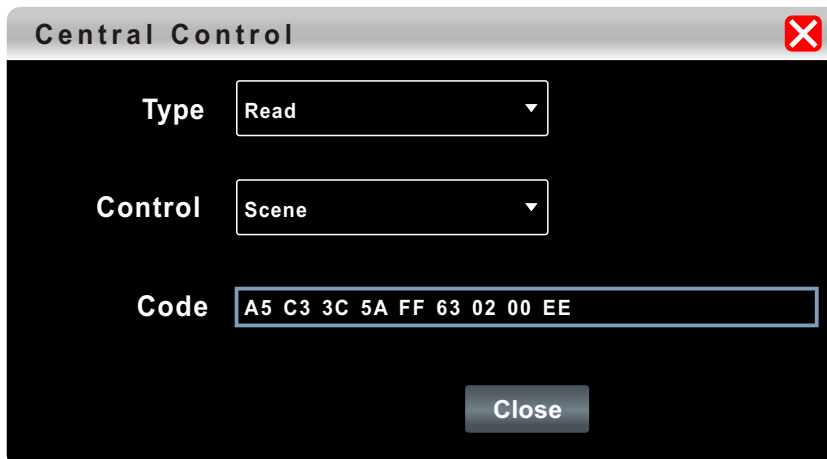 Central Control
Type Read
Control Scene
Code A5 C3 3C 5A FF 63 02 00 EE
Close